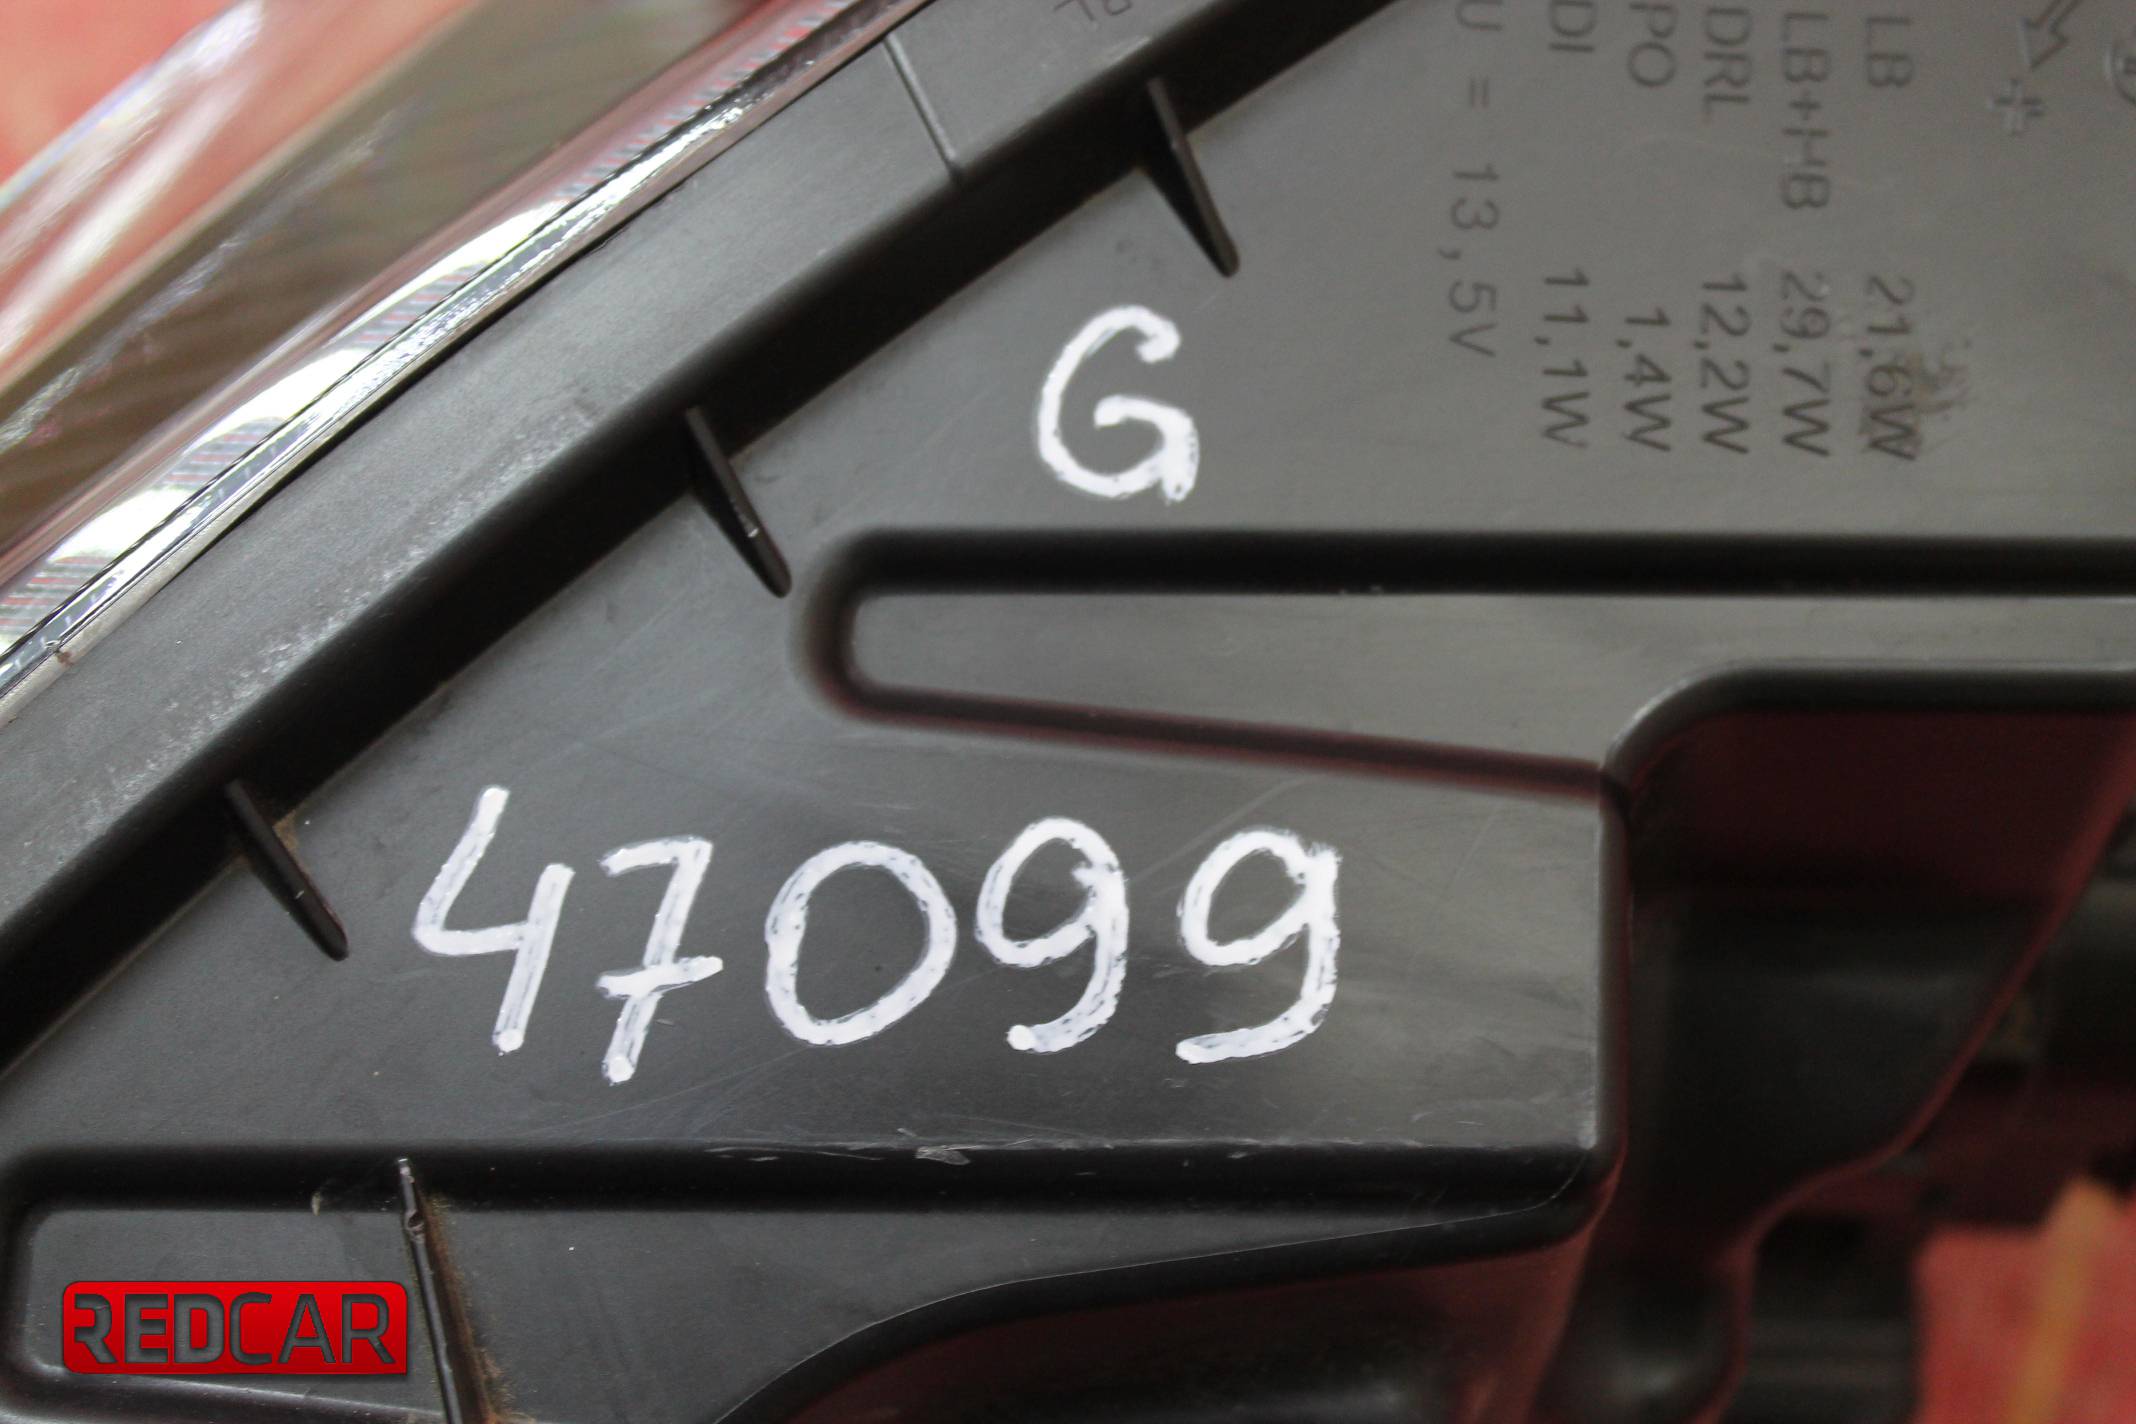 LB 21,6W
LB+HB 29,7W
DRL 12,2W
PO 1,4W
DI 11,1W
U = 13,5V
G
47099
REDCAR